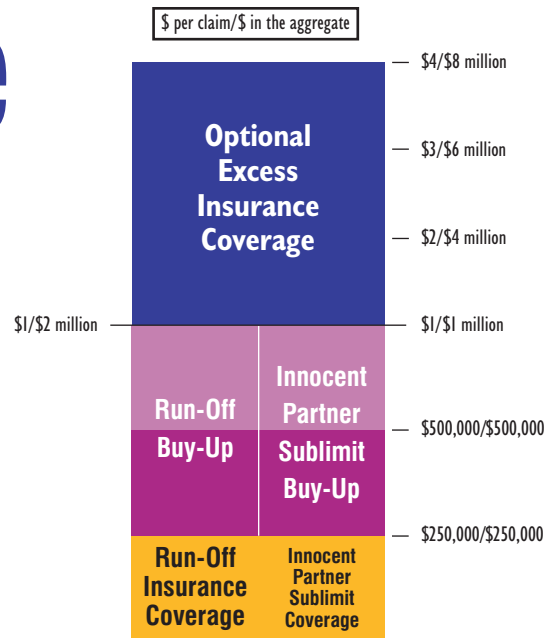 e
$ per claim/$ in the aggregate
$4/$8 million
Optional
Excess
Insurance
Coverage
$3/$6 million
$2/$4 million
$1/$2 million
$1/$1 million
Run-Off
Buy-Up
Innocent
Partner
Sublimit
Buy-Up
$500,000/$500,000
$250,000/$250,000
Run-Off
Insurance
Coverage
Innocent
Partner
Sublimit
Coverage